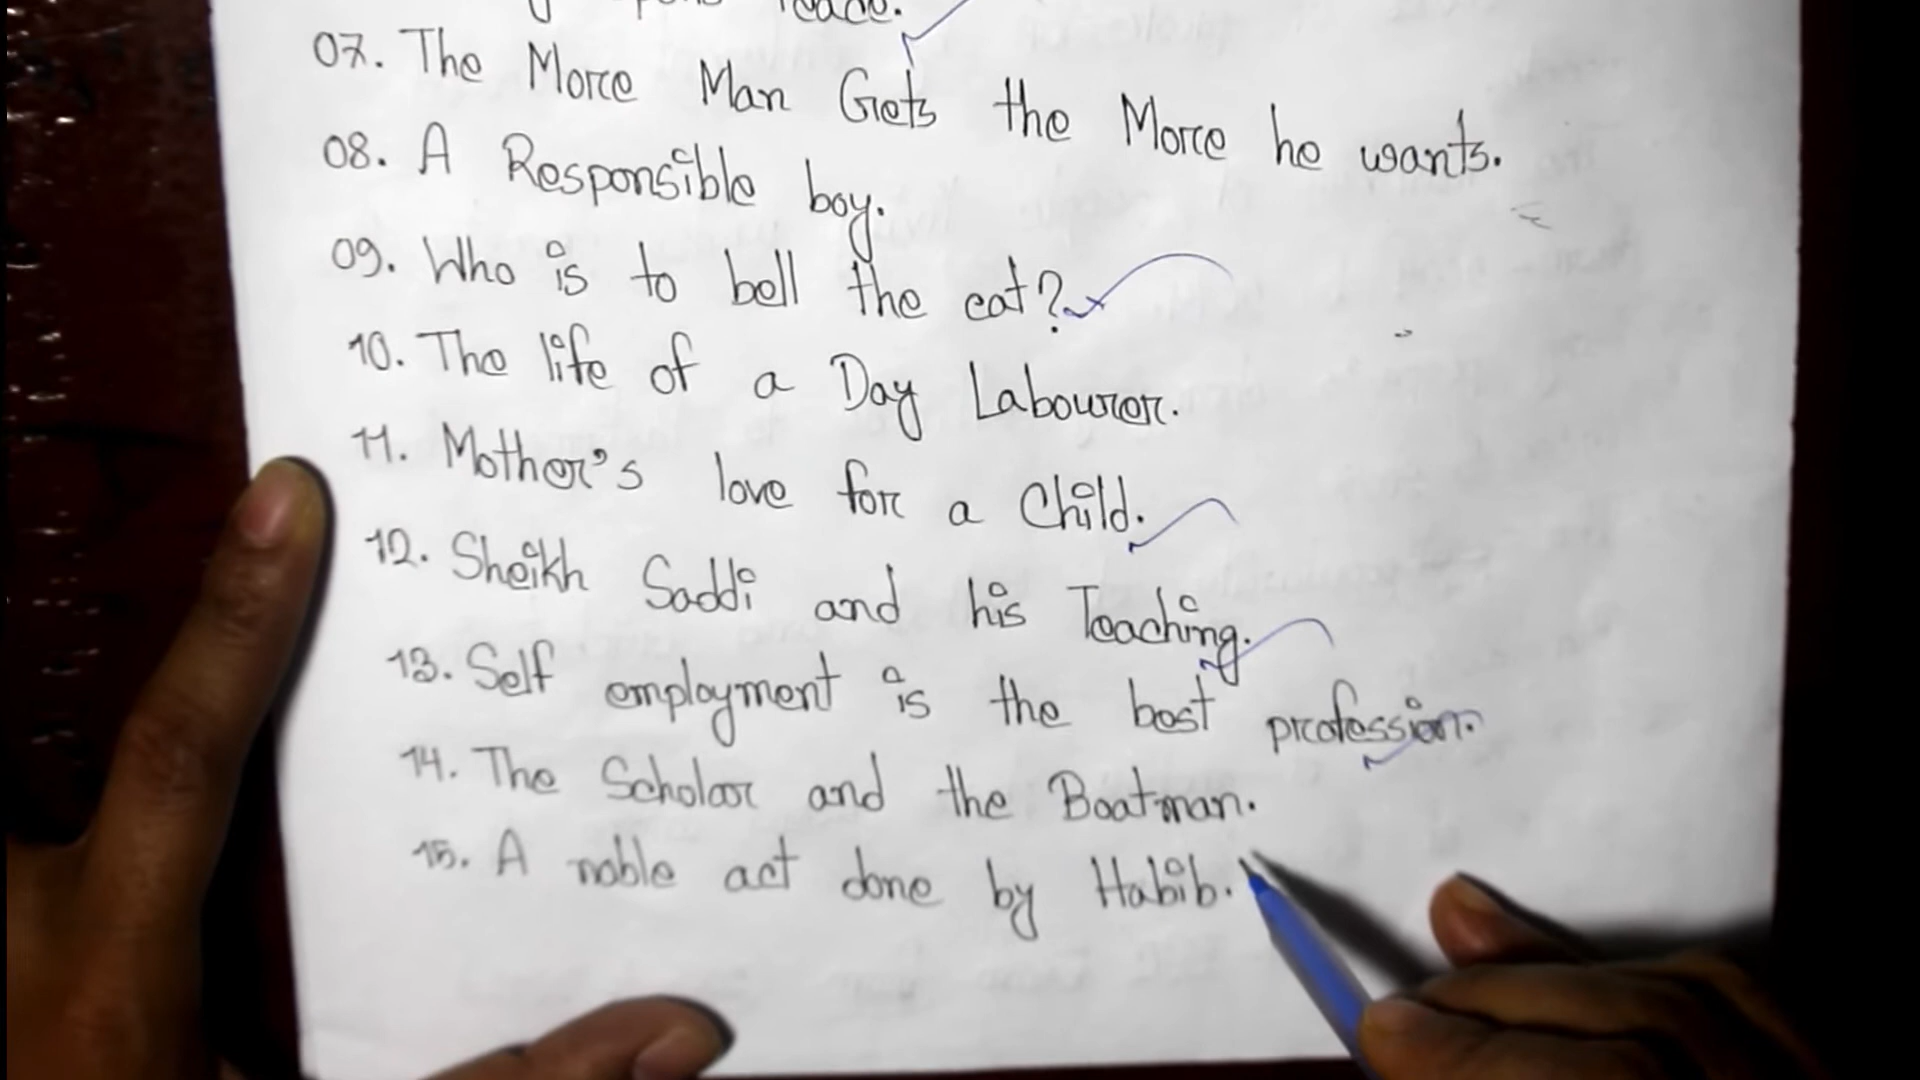 07. The More Man Gets the More he wants.
08. A Responsible boy.
09. Who is to bell the cat?
10. The life of a Day Labourer.
11. Mother's love for a Child.
12. Sheikh Saddi and his Teaching.
13. Self employment is the best profession.
14. The Scholar and the Boatman.
15. A noble act done by Habib.